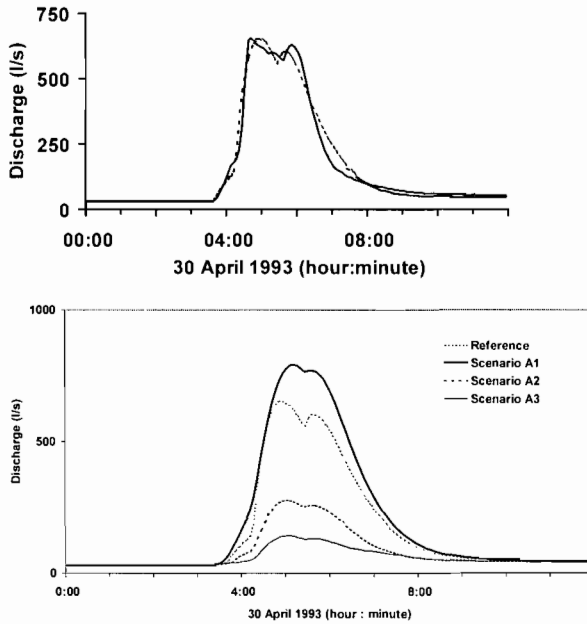 750
500
250
0
Discharge (l/s)
00:00 04:00 08:00
30 April 1993 (hour:minute)
1000
500
0
Discharge (l/s)
Reference
Scenario A1
Scenario A2
Scenario A3
0:00 4:00 8:00
30 April 1993 (hour : minute)